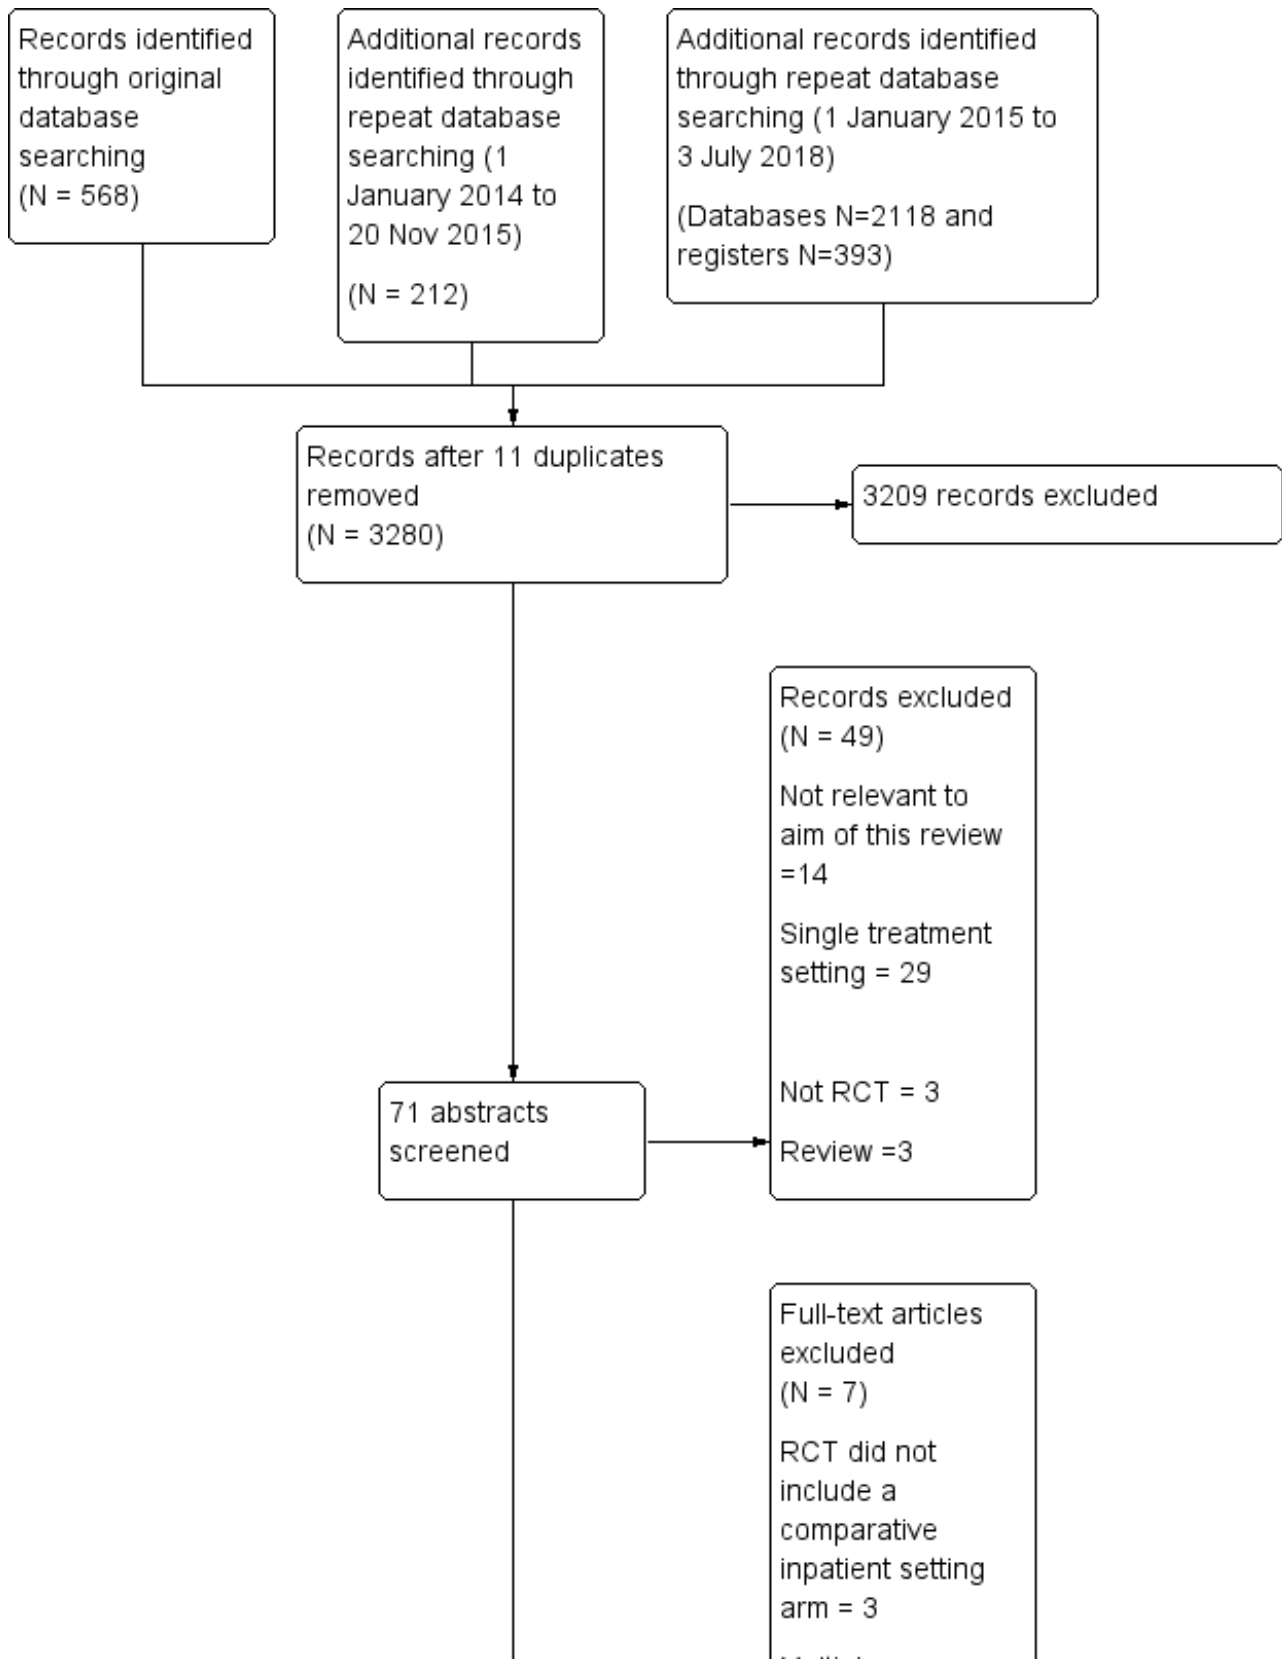 Records identified
through original
database
searching
(N = 568)
Additional records
identified through
repeat database
searching (1
January 2014 to
20 Nov 2015)
(N = 212)
Additional records identified
through repeat database
searching (1 January 2015 to
3 July 2018)
(Databases N=2118 and
registers N=393)
Records after 11 duplicates
removed
(N = 3280)
3209 records excluded
Records excluded
(N = 49)
Not relevant to
aim of this review
=14
Single treatment
setting = 29
Not RCT = 3
Review =3
71 abstracts
screened
Full-text articles
excluded
(N = 7)
RCT did not
include a
comparative
inpatient setting
arm = 3